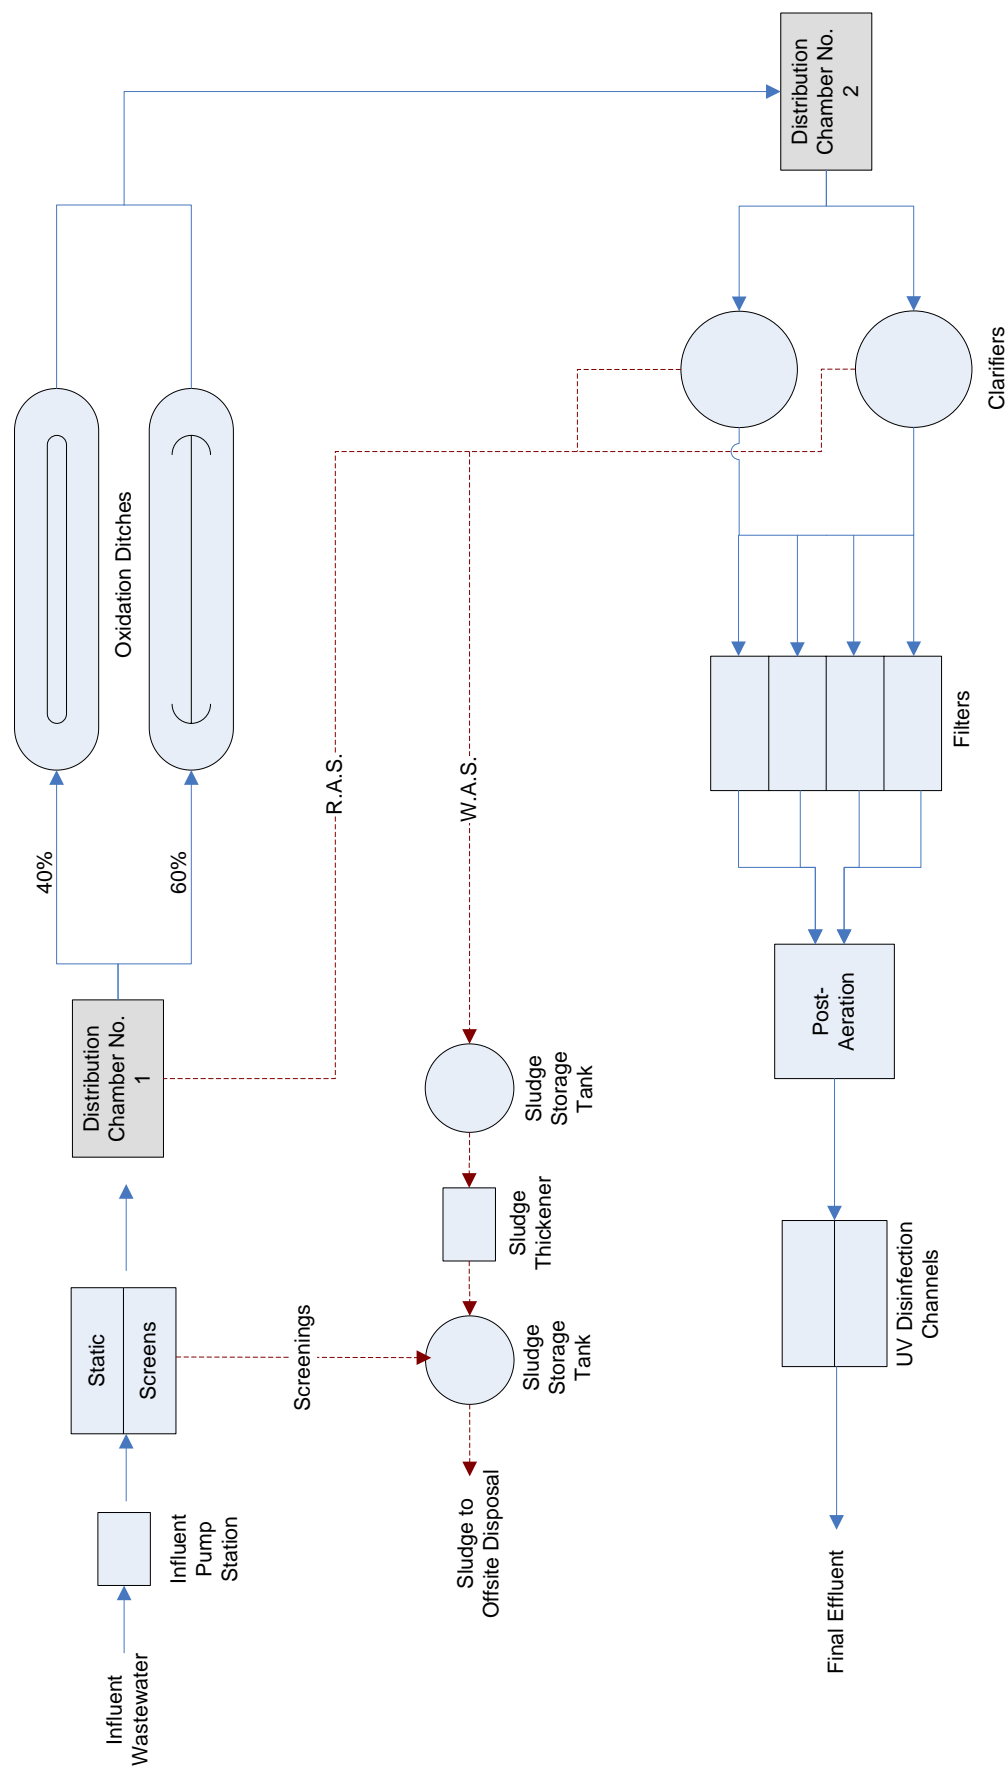 Influent
Wastewater
Influent
Pump
Station
Static
Screens
Screenings
Distribution
Chamber No.
1
40%
60%
Oxidation Ditches
Distribution
Chamber No.
2
Clarifiers
R.A.S.
W.A.S.
Sludge
Storage
Tank
Sludge
Thickener
Sludge
Storage
Tank
Sludge to
Offsite Disposal
Filters
Post-
Aeration
UV Disinfection
Channels
Final Effluent